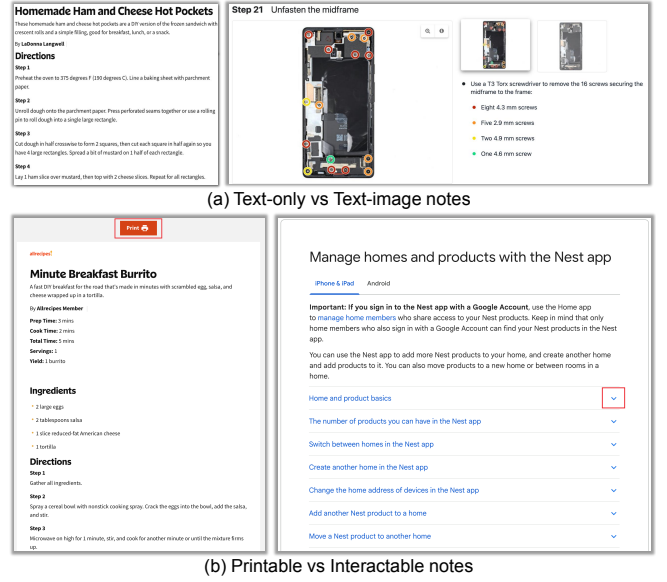 Homemade Ham and Cheese Hot Pockets
These homemade ham and cheese hot pockets are a DIY version of the frozen sandwich with
crescent rolls and a simple filling, good for breakfast, lunch, or a snack.
By LaDonna Langwell
Directions
Step 1
Preheat the oven to 375 degrees F (190 degrees C). Line a baking sheet with parchment
paper.
Step 2
Unroll dough onto the parchment paper. Press perforated seams together or use a rolling
pin to roll dough into a single large rectangle.
Step 3
Cut dough in half crosswise to form 2 squares, then cut each square in half again so you
have 4 large rectangles. Spread a bit of mustard on 1 half of each rectangle.
Step 4
Lay 1 ham slice over mustard, then top with 2 cheese slices. Repeat for all rectangles.
Step 21 Unfasten the midframe
Use a T3 Torx screwdriver to remove the 16 screws securing the
midframe to the frame:
Eight 4.3 mm screws
Five 2.9 mm screws
Two 4.9 mm screws
One 4.6 mm screw
(a) Text-only vs Text-image notes
Print
allrecipes
Minute Breakfast Burrito
A fast DIY breakfast for the road that's made in minutes with scrambled egg, salsa, and
cheese wrapped up in a tortilla.
By Allrecipes Member
Prep Time: 3 mins
Cook Time: 2 mins
Total Time: 5 mins
Servings: 1
Yield: 1 burrito
Ingredients
2 large eggs
2 tablespoons salsa
1 slice reduced-fat American cheese
1 tortilla
Directions
Step 1
Gather all ingredients.
Step 2
Spray a cereal bowl with nonstick cooking spray. Crack the eggs into the bowl, add the salsa,
and stir.
Step 3
Microwave on high for 1 minute, stir, and cook for another minute or until the mixture firms
up.
Manage homes and products with the Nest app
iPhone & iPad Android
Important: If you sign in to the Nest app with a Google Account, use the Home app
to manage home members who share access to your Nest products. Keep in mind that only
home members who also sign in with a Google Account can find your Nest products in the Nest
app.
You can use the Nest app to add more Nest products to your home, and create another home
and add products to it. You can also move products to a new home or between rooms in a
home.
Home and product basics
The number of products you can have in the Nest app
Switch between homes in the Nest app
Create another home in the Nest app
Change the home address of devices in the Nest app
Add another Nest product to a home
Move a Nest product to another home
(b) Printable vs Interactable notes